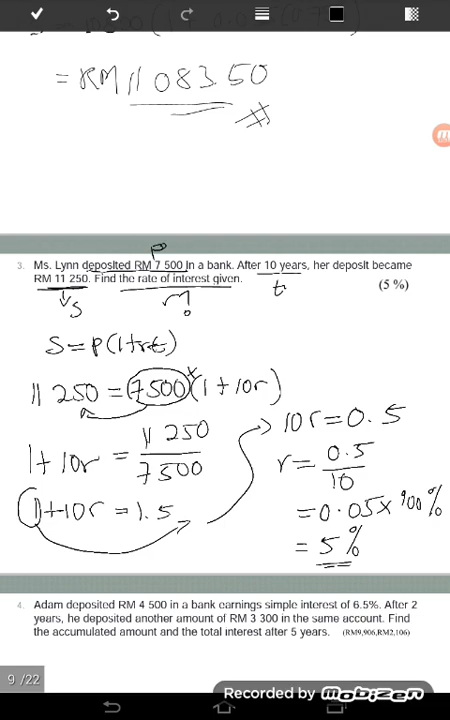 = RM 11 083.50
P
3. Ms. Lynn deposited RM 7 500 in a bank. After 10 years, her deposit became
RM 11 250. Find the rate of interest given. (5 %)
S r? t
S = P(1+rt)
11 250 = 7500 (1 + 10r)
1 + 10r = 11 250 / 7500
1 + 10r = 1.5
10r = 0.5
r = 0.5 / 10
= 0.05 × 100%
= 5%
4. Adam deposited RM 4 500 in a bank earnings simple interest of 6.5%. After 2
years, he deposited another amount of RM 3 300 in the same account. Find
the accumulated amount and the total interest after 5 years. (RM9,906,RM2,106)
9 /22
Recorded by mobizen